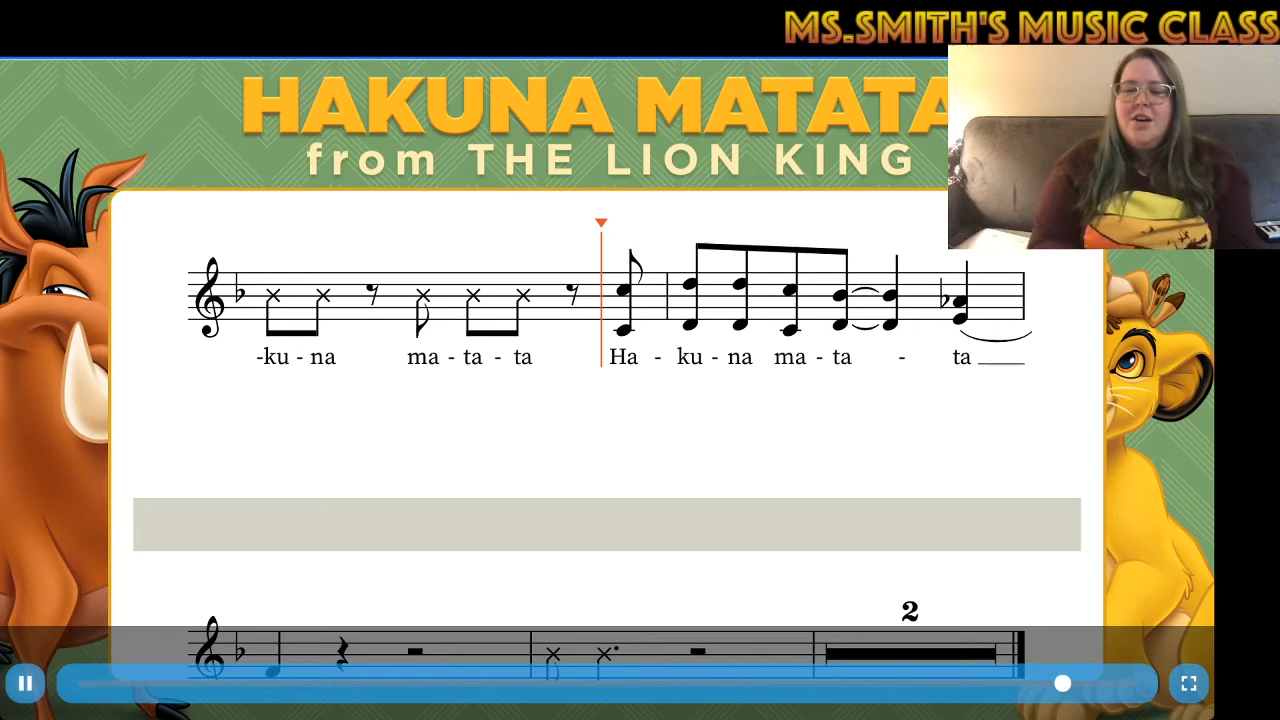 MS.SMITH'S MUSIC CLASS
HAKUNA MATATA
from THE LION KING
-ku - na ma - ta - ta Ha - ku - na ma - ta - ta
2